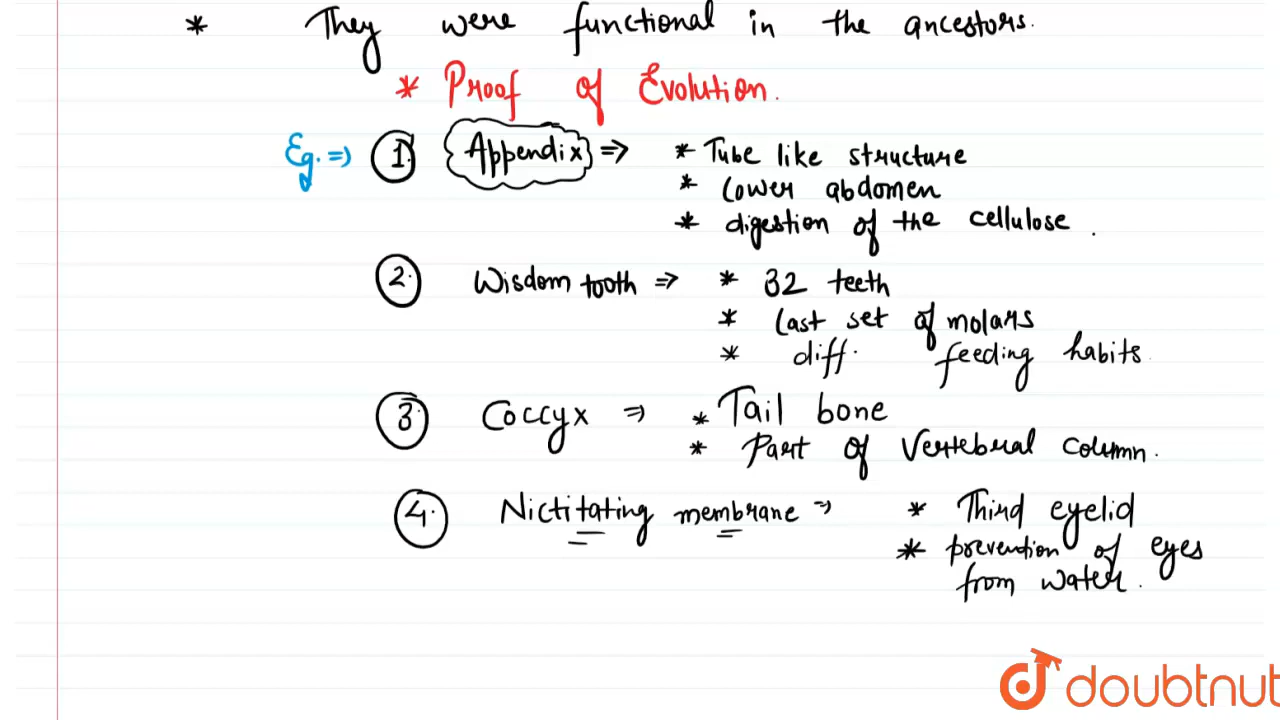 * They were functional in the ancestors.
* Proof of Evolution.
Eg. => 1. Appendix => * Tube like structure
* Lower abdomen
* digestion of the cellulose.
2. Wisdom tooth => * 32 teeth
* Last set of molars
* diff. feeding habits.
3. Coccyx => * Tail bone
* Part of Vertebral column.
4. Nictitating membrane => * Third eyelid
* prevention of eyes
from water.
doubtnut